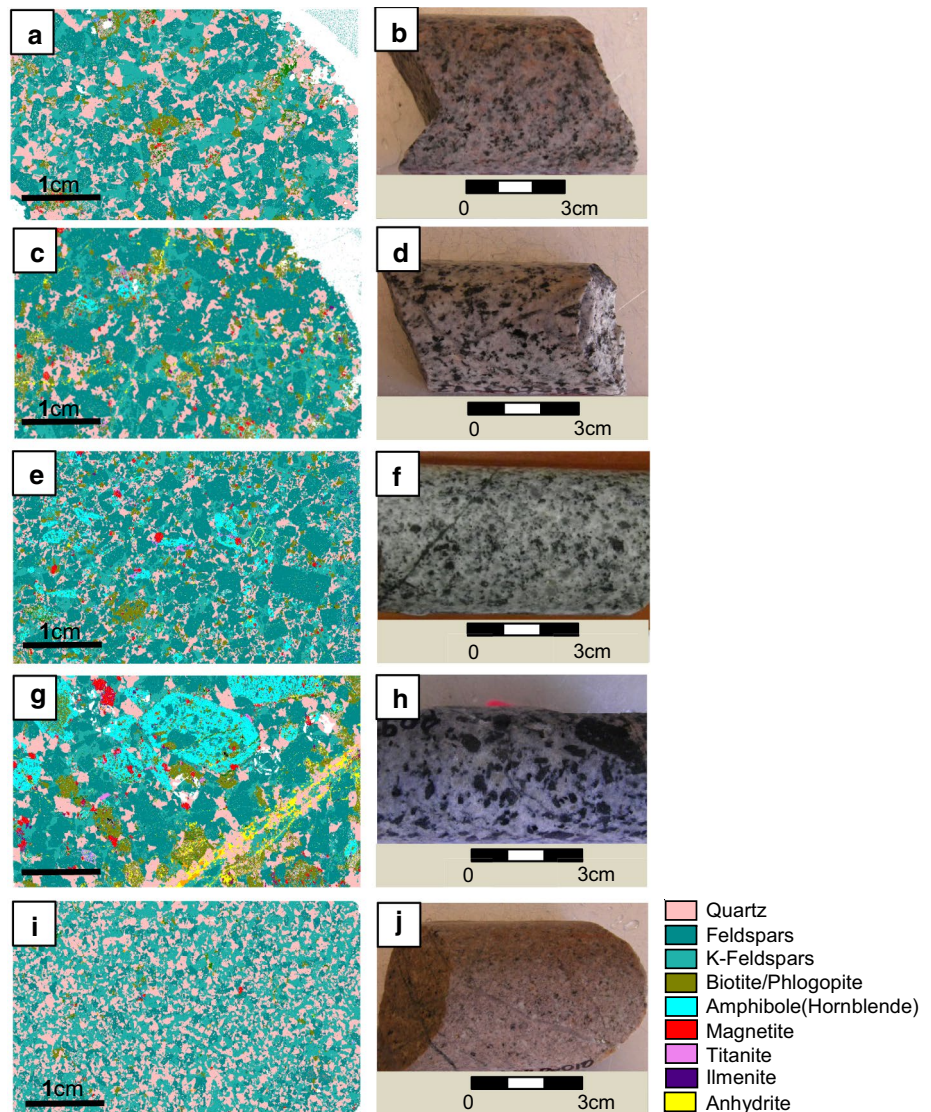 a
b
1cm
0 3cm
c
d
1cm
0 3cm
e
f
1cm
0 3cm
g
h
0 3cm
i
j
1cm
0 3cm
Quartz
Feldspars
K-Feldspars
Biotite/Phlogopite
Amphibole(Hornblende)
Magnetite
Titanite
Ilmenite
Anhydrite